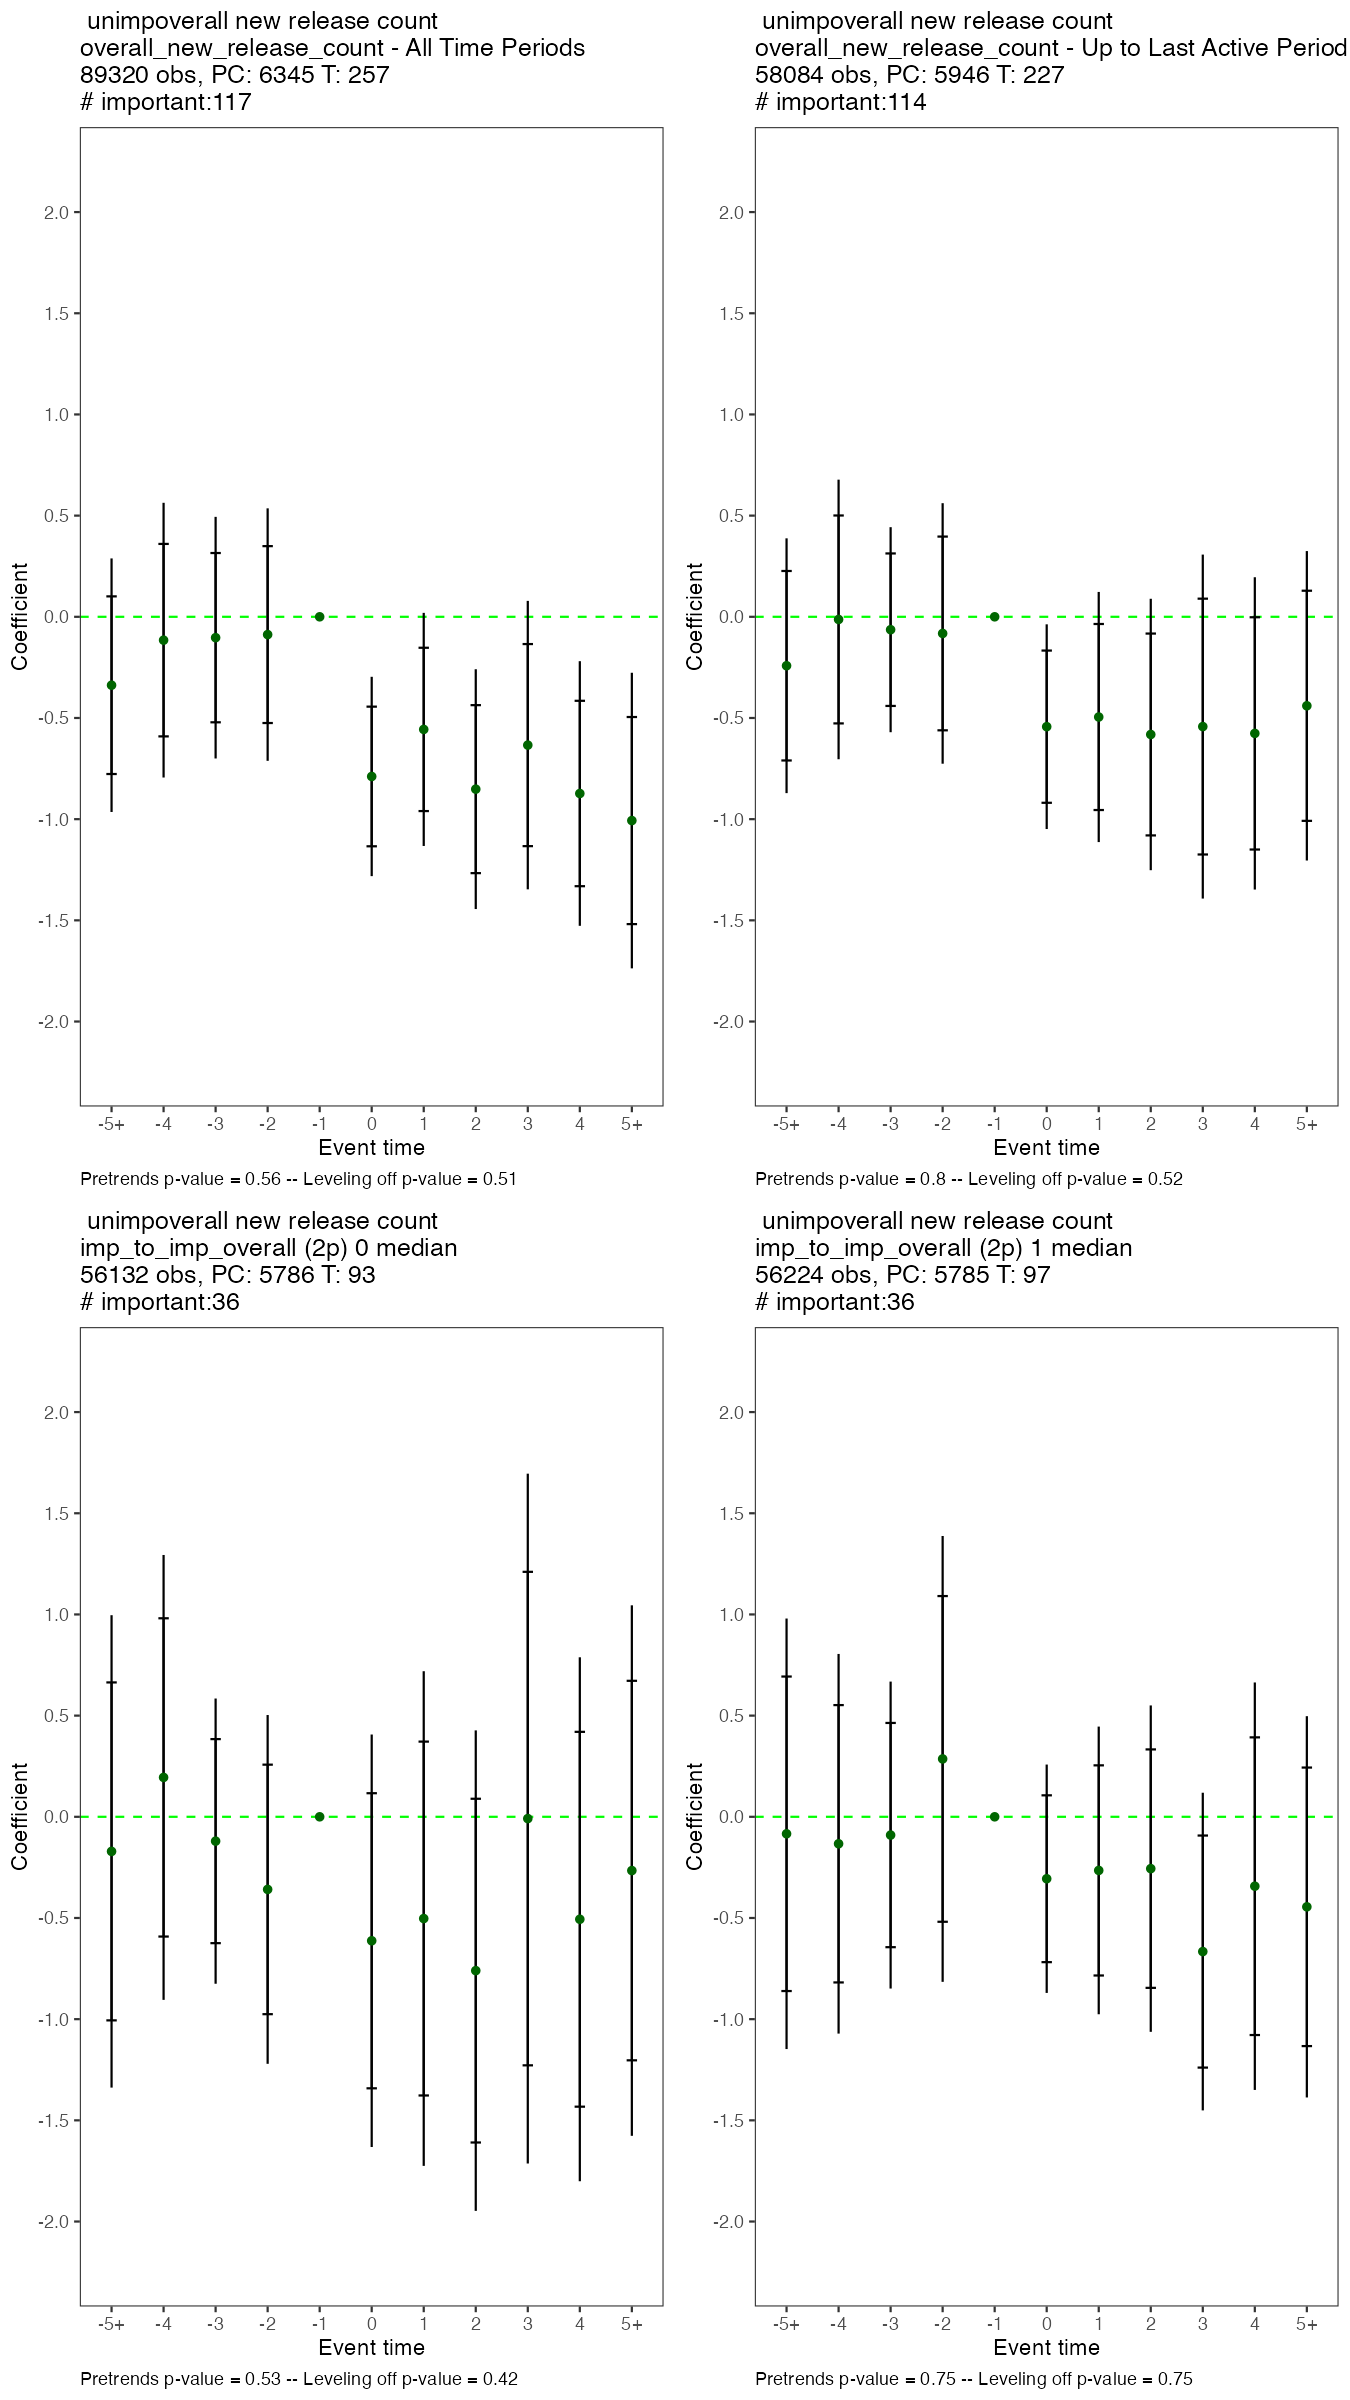 unimpoverall new release count
overall_new_release_count - All Time Periods
89320 obs, PC: 6345 T: 257
# important:117
2.0
1.5
1.0
0.5
0.0
-0.5
-1.0
-1.5
-2.0
Coefficient
-5+ -4 -3 -2 -1 0 1 2 3 4 5+
Event time
Pretrends p-value = 0.56 -- Leveling off p-value = 0.51
unimpoverall new release count
overall_new_release_count - Up to Last Active Period
58084 obs, PC: 5946 T: 227
# important:114
2.0
1.5
1.0
0.5
0.0
-0.5
-1.0
-1.5
-2.0
Coefficient
-5+ -4 -3 -2 -1 0 1 2 3 4 5+
Event time
Pretrends p-value = 0.8 -- Leveling off p-value = 0.52
unimpoverall new release count
imp_to_imp_overall (2p) 0 median
56132 obs, PC: 5786 T: 93
# important:36
2.0
1.5
1.0
0.5
0.0
-0.5
-1.0
-1.5
-2.0
Coefficient
-5+ -4 -3 -2 -1 0 1 2 3 4 5+
Event time
Pretrends p-value = 0.53 -- Leveling off p-value = 0.42
unimpoverall new release count
imp_to_imp_overall (2p) 1 median
56224 obs, PC: 5785 T: 97
# important:36
2.0
1.5
1.0
0.5
0.0
-0.5
-1.0
-1.5
-2.0
Coefficient
-5+ -4 -3 -2 -1 0 1 2 3 4 5+
Event time
Pretrends p-value = 0.75 -- Leveling off p-value = 0.75